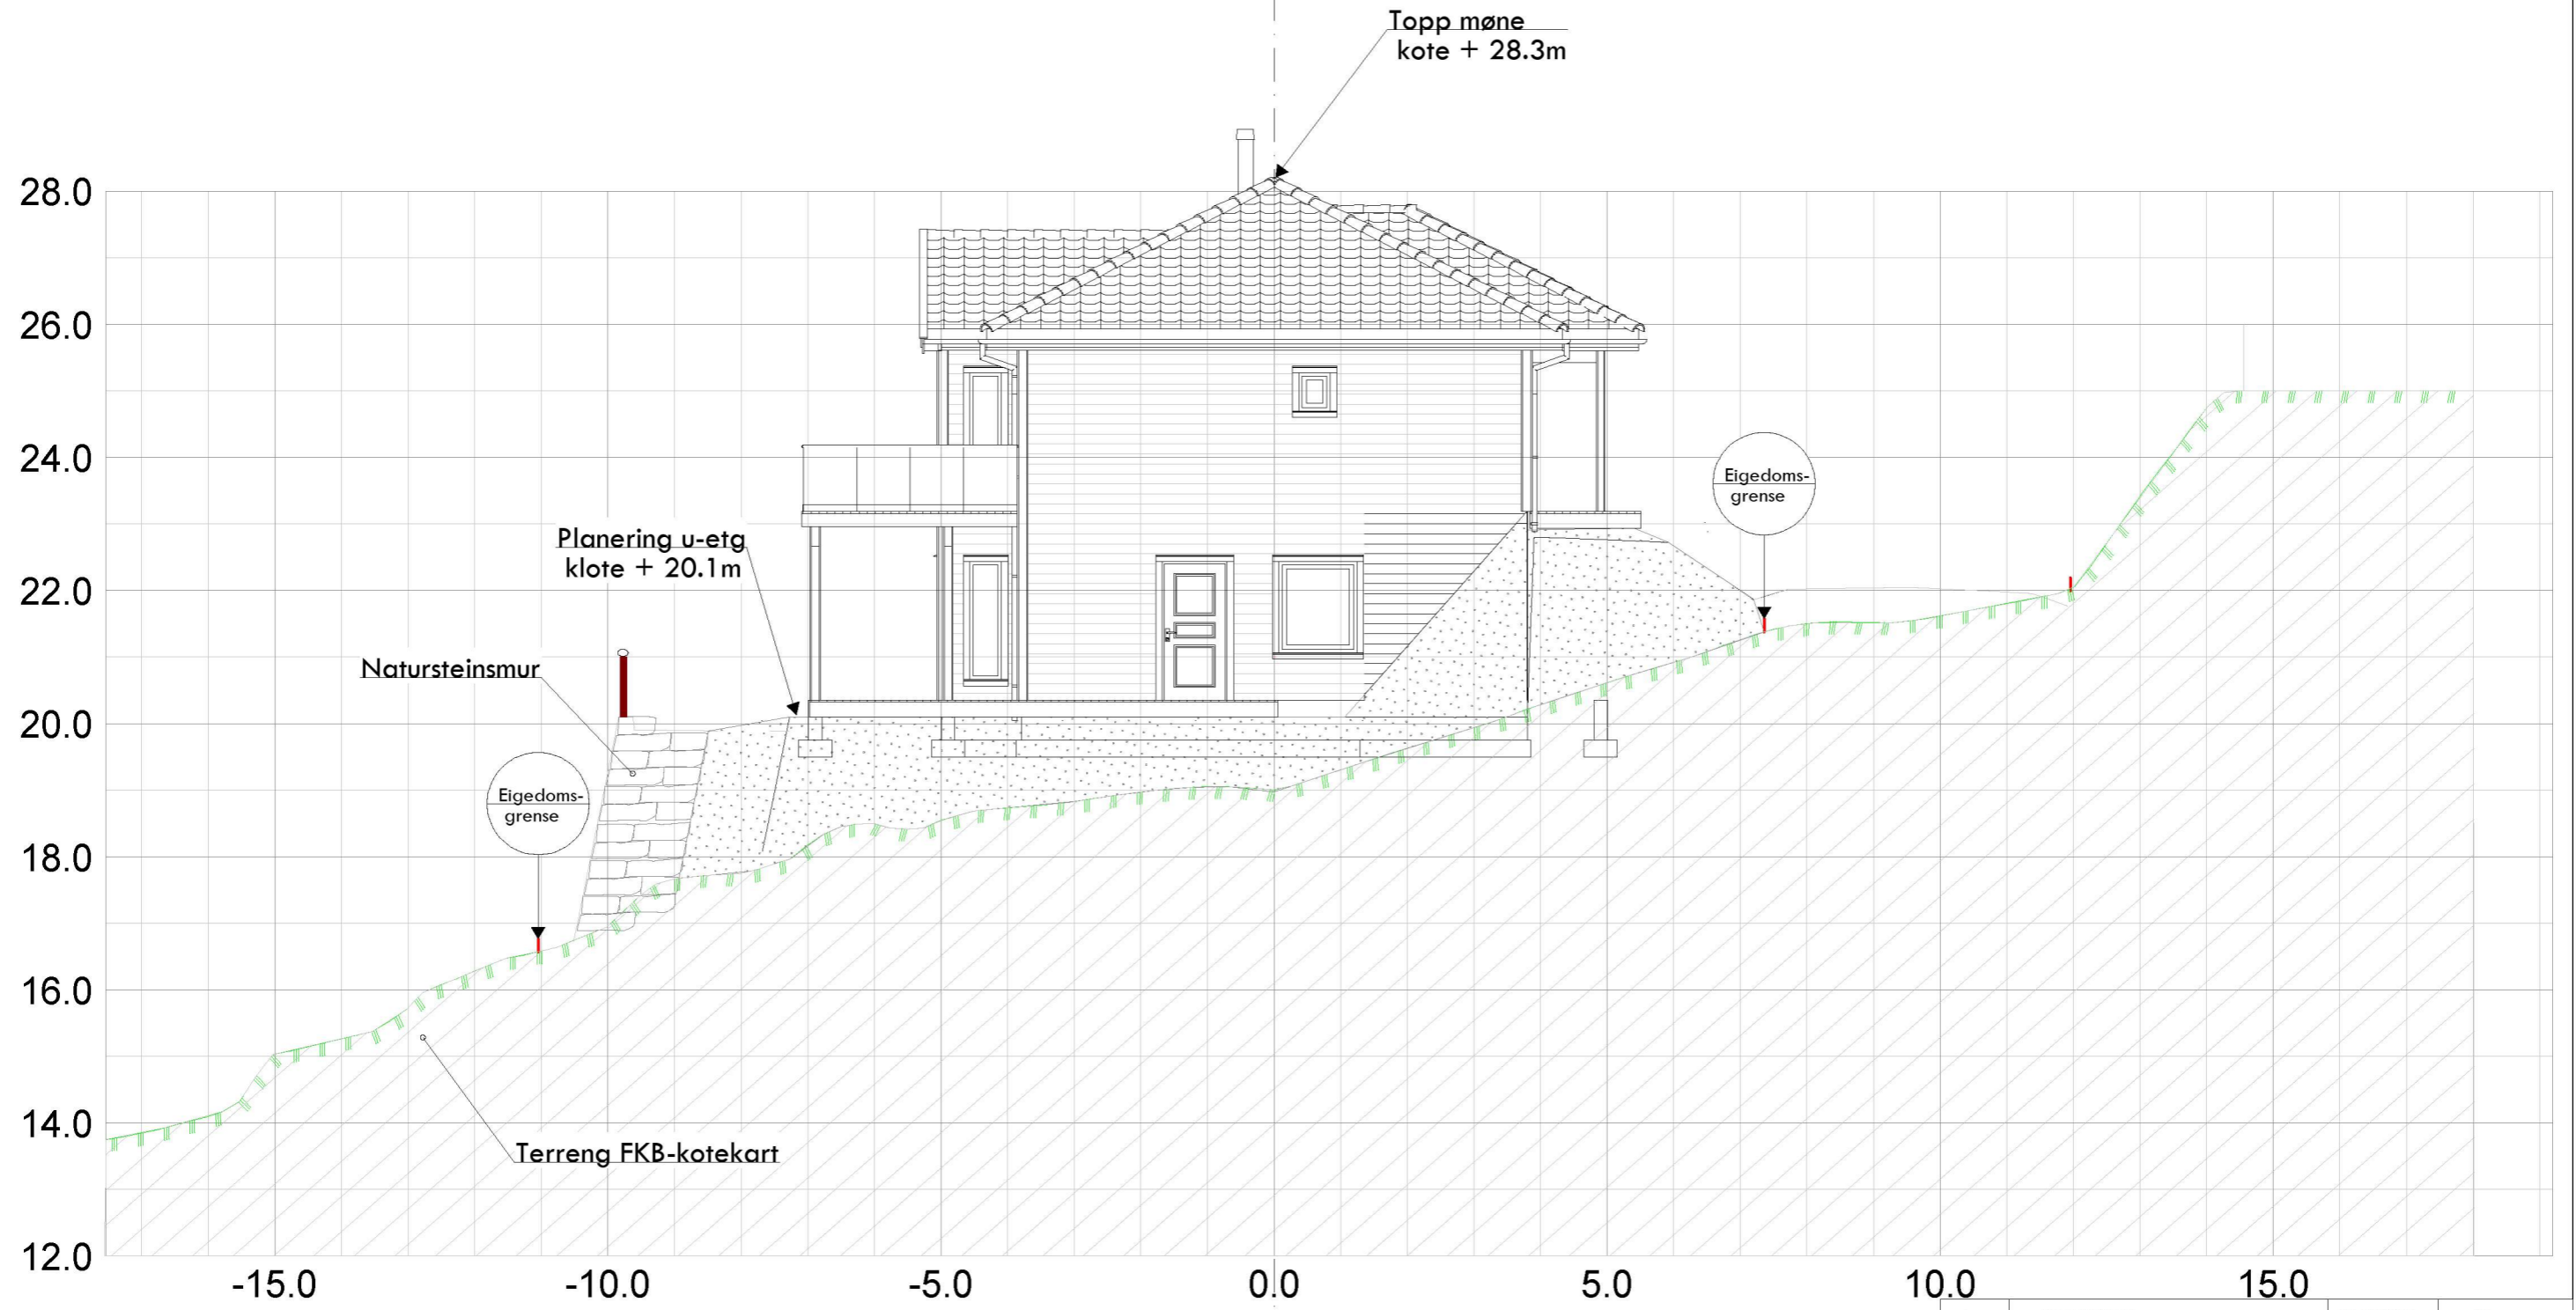 Topp møne
kote + 28.3m
28.0
26.0
24.0
Eigedoms-
grense
Planering u-etg
klote + 20.1m
22.0
Natursteinsmur
20.0
Eigedoms-
grense
18.0
16.0
14.0
Terreng FKB-kotekart
12.0
-15.0 -10.0 -5.0 0.0 5.0 10.0 15.0